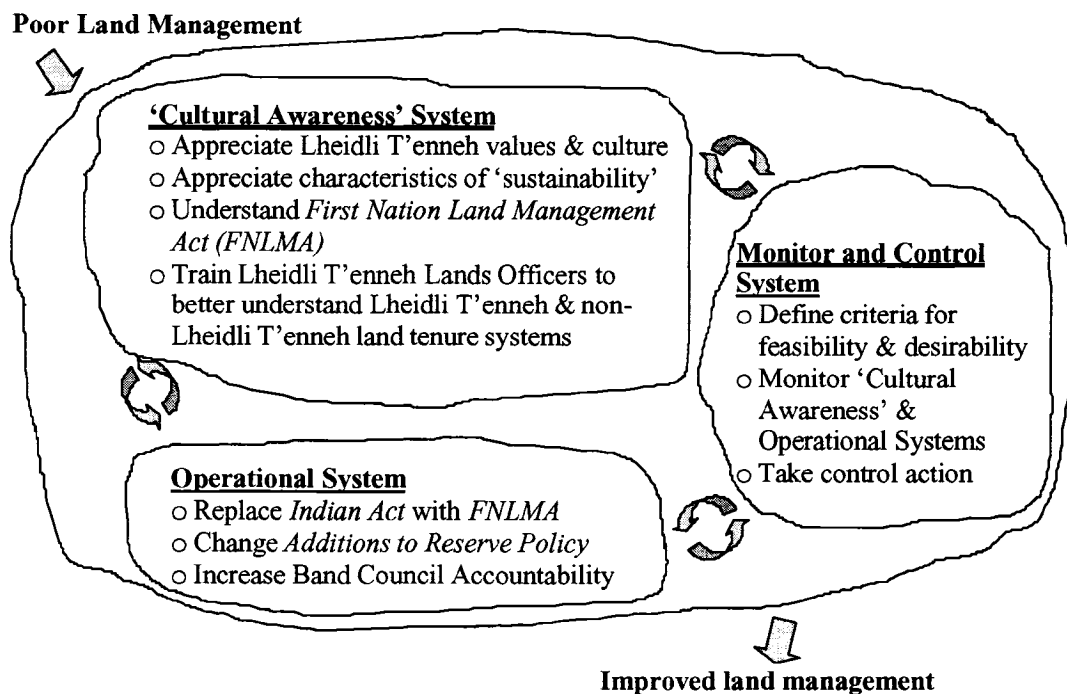 Poor Land Management
'Cultural Awareness' System
o Appreciate Lheidli T'enneh values & culture
o Appreciate characteristics of 'sustainability'
o Understand First Nation Land Management
Act (FNLMA)
o Train Lheidli T'enneh Lands Officers to
better understand Lheidli T'enneh & non-
Lheidli T'enneh land tenure systems
Monitor and Control
System
o Define criteria for
feasibility & desirability
o Monitor 'Cultural
Awareness' &
Operational Systems
o Take control action
Operational System
o Replace Indian Act with FNLMA
o Change Additions to Reserve Policy
o Increase Band Council Accountability
Improved land management